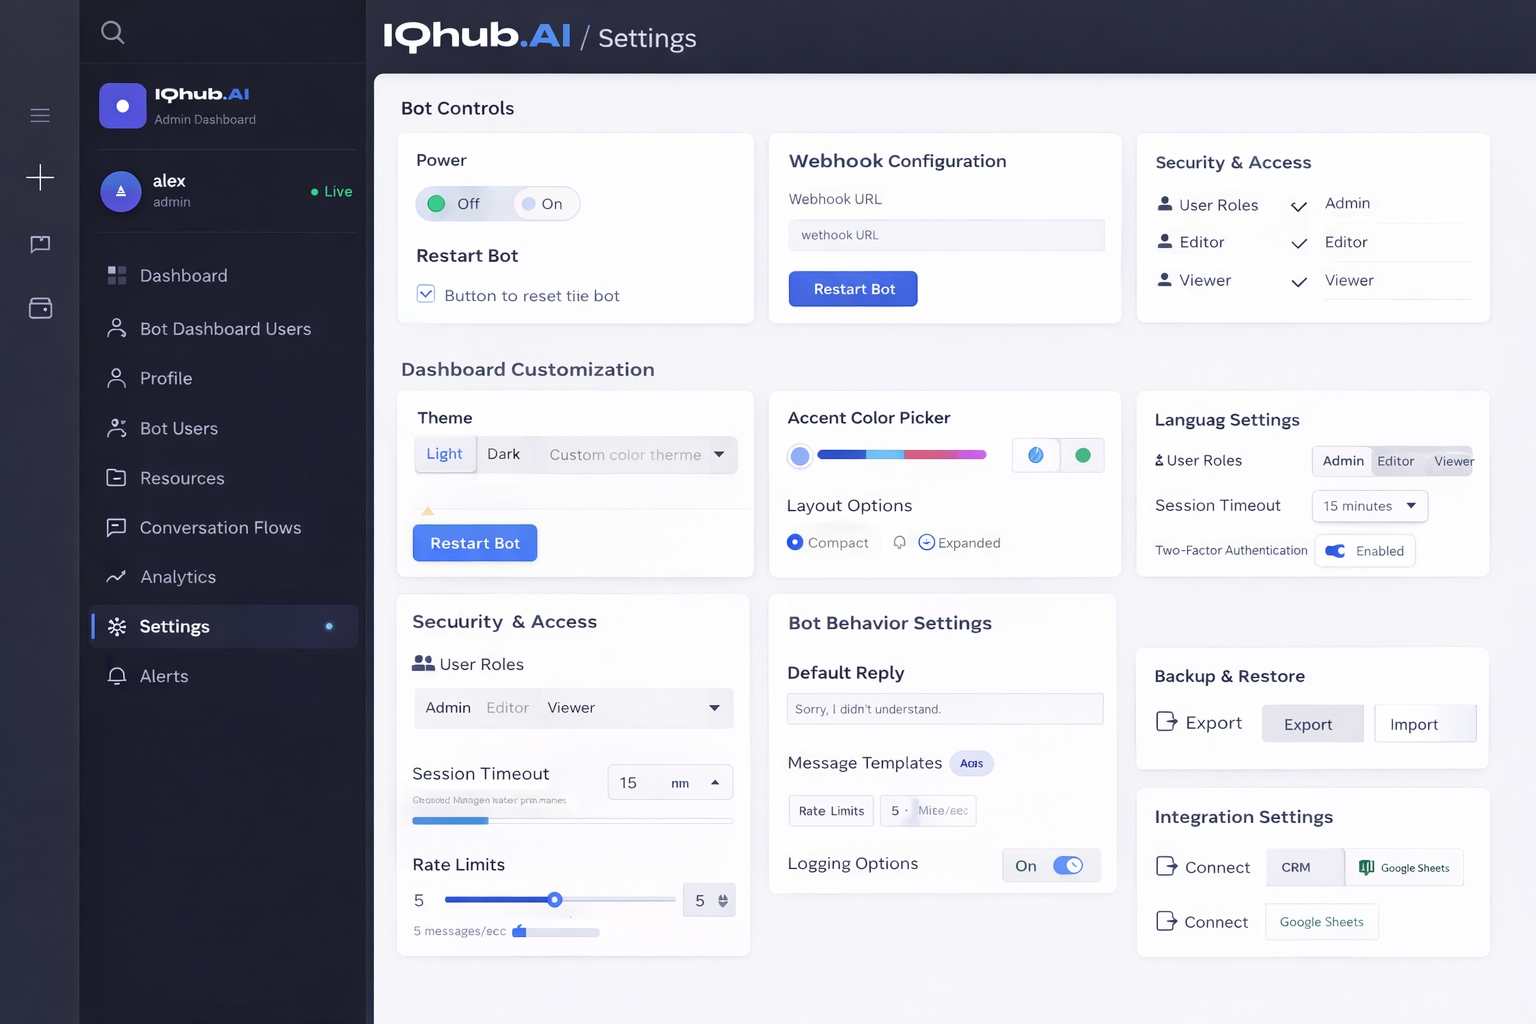 IQhub.AI / Settings
IQhub.AI
Admin Dashboard
alex
admin
Live
Dashboard
Bot Dashboard Users
Profile
Bot Users
Resources
Conversation Flows
Analytics
Settings
Alerts
Bot Controls
Power
Off On
Restart Bot
Button to reset tiie bot
Webhook Configuration
Webhook URL
wethook URL
Restart Bot
Security & Access
User Roles Admin
Editor Editor
Viewer Viewer
Dashboard Customization
Theme
Light Dark Custom color therme
Restart Bot
Accent Color Picker
Layout Options
Compact Expanded
Languag Settings
User Roles Admin Editor Viewer
Session Timeout 15 minutes
Two-Factor Authentication Enabled
Secuurity & Access
User Roles
Admin Editor Viewer
Session Timeout 15 nm
Rate Limits
5 5
5 messages/ecc
Bot Behavior Settings
Default Reply
Sorry, I didn't understand.
Message Templates
Rate Limits 5
Logging Options On
Backup & Restore
Export Export Import
Integration Settings
Connect CRM Google Sheets
Connect Google Sheets